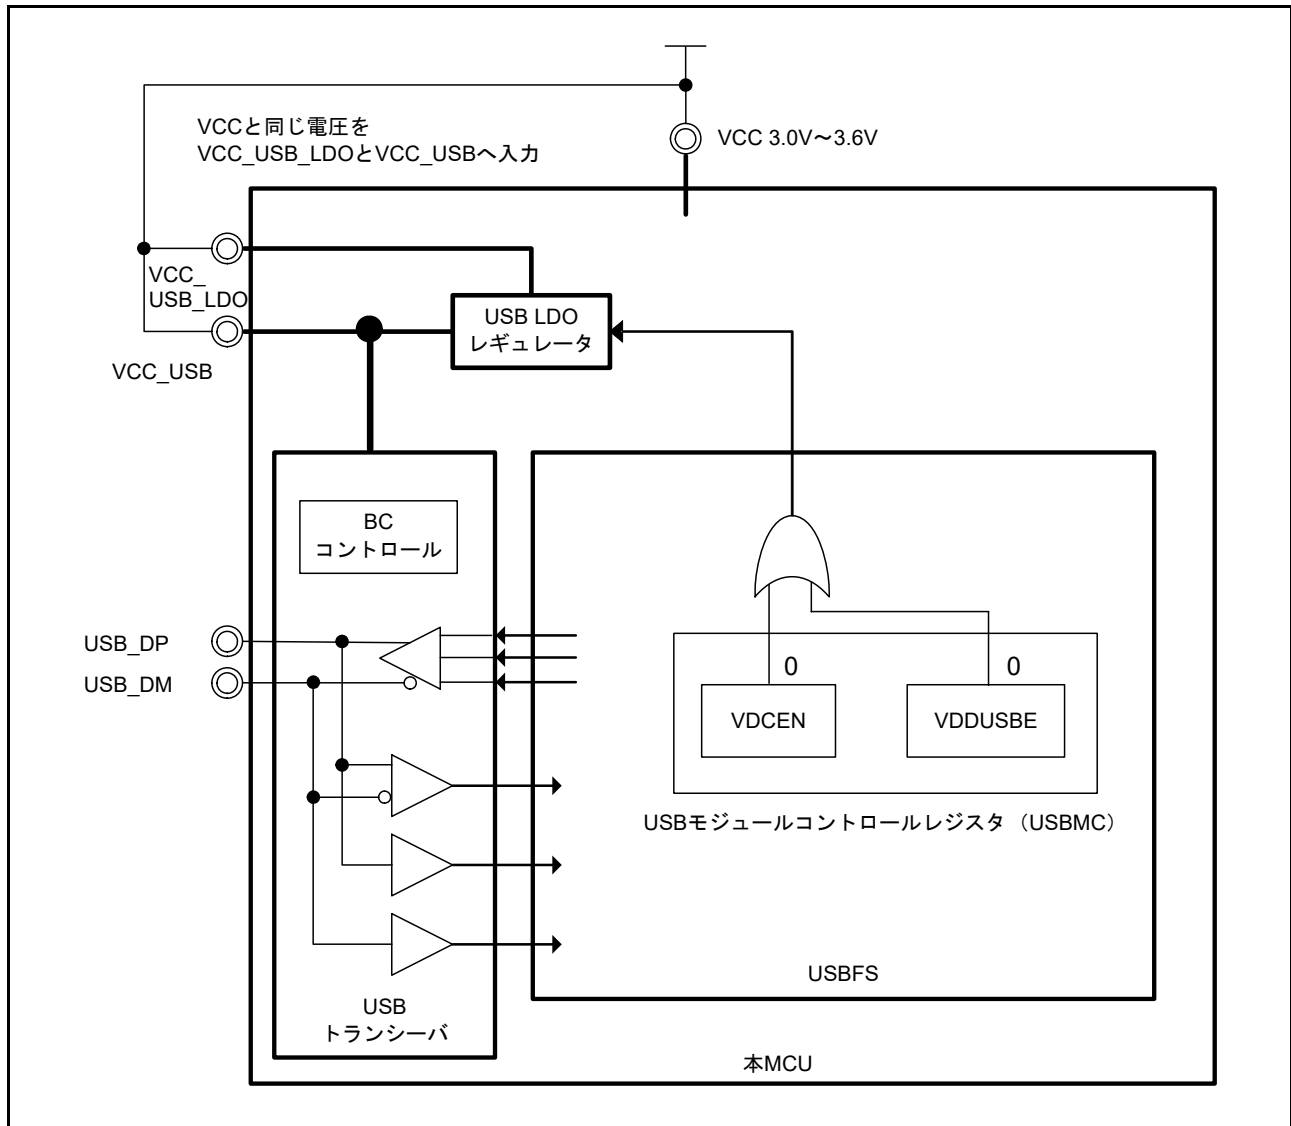 VCCと同じ電圧を
VCC_USB_LDOとVCC_USBへ入力
VCC 3.0V～3.6V
VCC_
USB_LDO
USB LDO
レギュレータ
VCC_USB
BC
コントロール
USB_DP
USB_DM
0
0
VDCEN
VDDUSBE
USBモジュールコントロールレジスタ（USBMC）
USBFS
USB
トランシーバ
本MCU